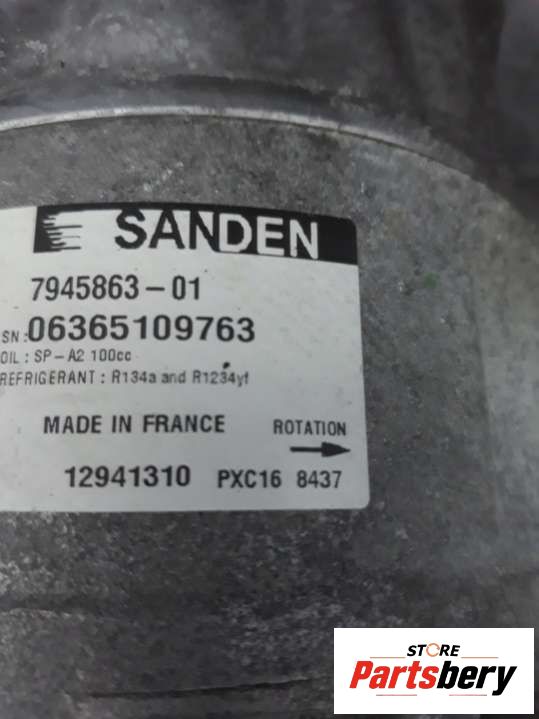 SANDEN
7945863-01
SN:06365109763
OIL : SP-A2 100cc
REFRIGERANT : R134a and R1234yf
MADE IN FRANCE ROTATION
12941310 PXC16 8437
STORE
Partsbery